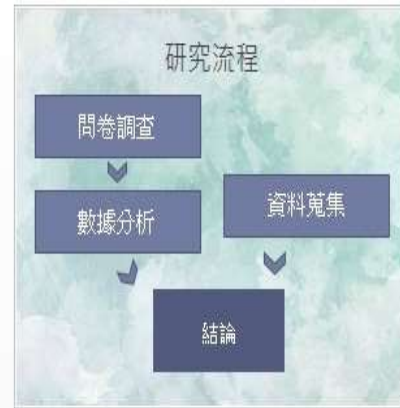 研究流程
問卷調查
數據分析
資料蒐集
結論